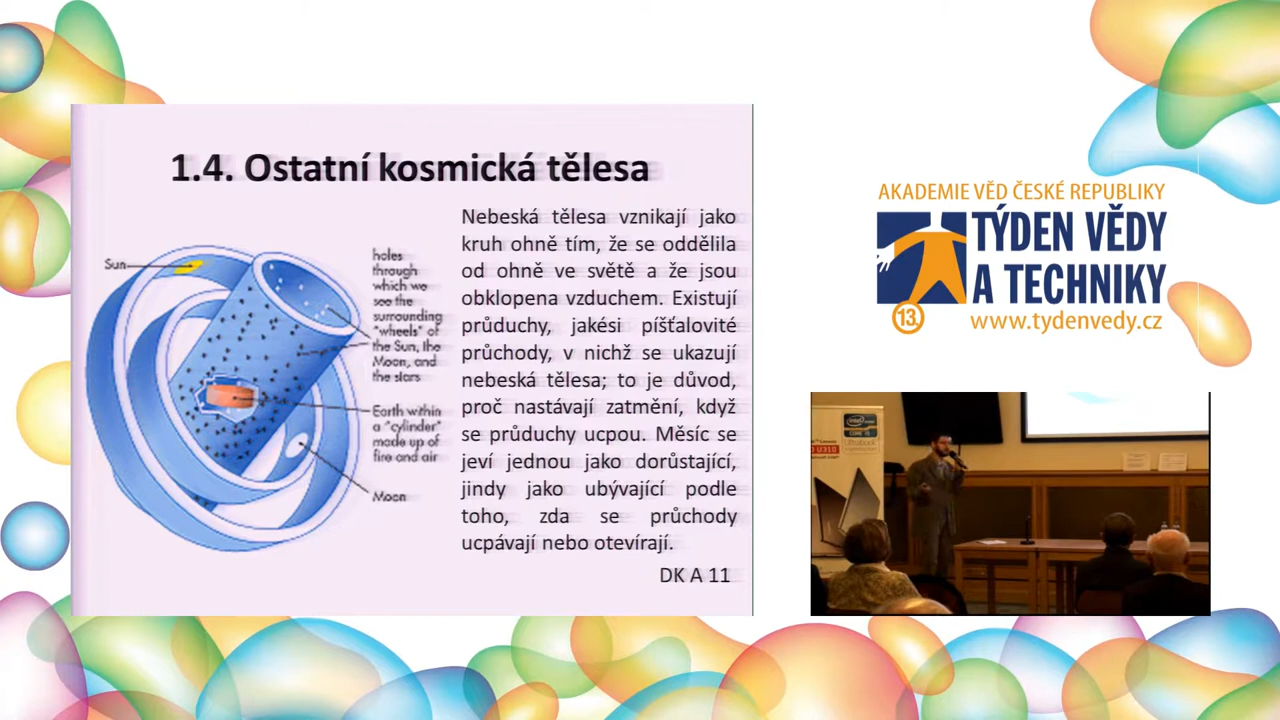 1.4. Ostatní kosmická tělesa
Sun
holes
through
which we
see the
surrounding
"wheels" of
the Sun, the
Moon, and
the stars
Earth within
a "cylinder"
made up of
fire and air
Moon
Nebeská tělesa vznikají jako
kruh ohně tím, že se oddělila
od ohně ve světě a že jsou
obklopena vzduchem. Existují
průduchy, jakési píšťalovité
průchody, v nichž se ukazují
nebeská tělesa; to je důvod,
proč nastávají zatmění, když
se průduchy ucpou. Měsíc se
jeví jednou jako dorůstající,
jindy jako ubývající podle
toho, zda se průchody
ucpávají nebo otevírají.
DK A 11
AKADEMIE VĚD ČESKÉ REPUBLIKY
TÝDEN VĚDY
A TECHNIKY
13.
www.tydenvedy.cz
intel
CORE i5
Ultrabook
U310